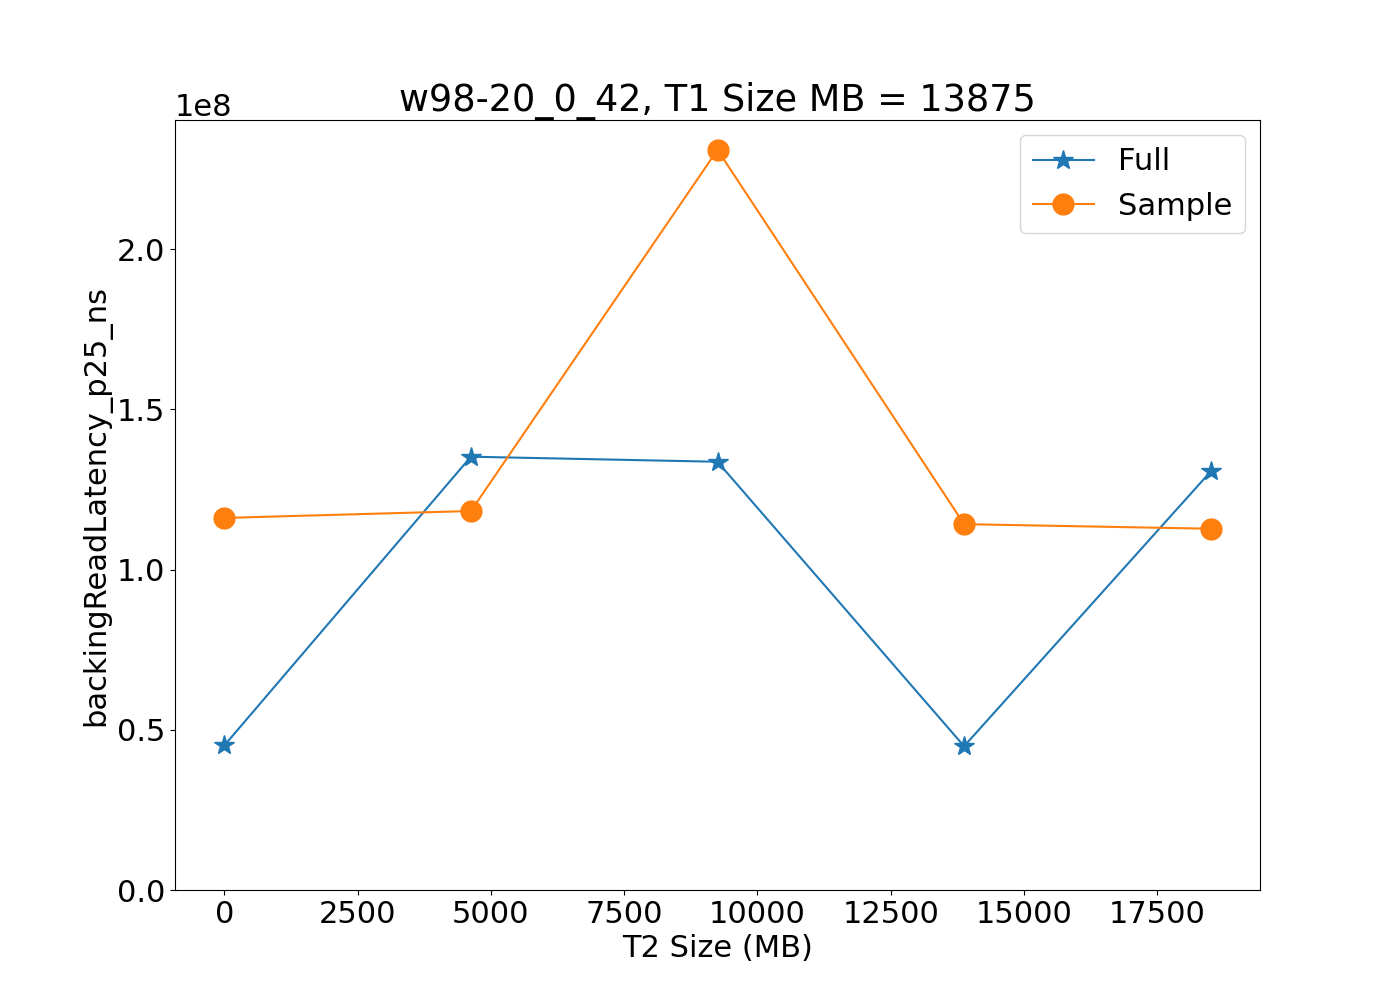 w98-20_0_42, T1 Size MB = 13875
1e8
Full
Sample
2.0
1.5
1.0
0.5
0.0
backingReadLatency_p25_ns
0 2500 5000 7500 10000 12500 15000 17500
T2 Size (MB)